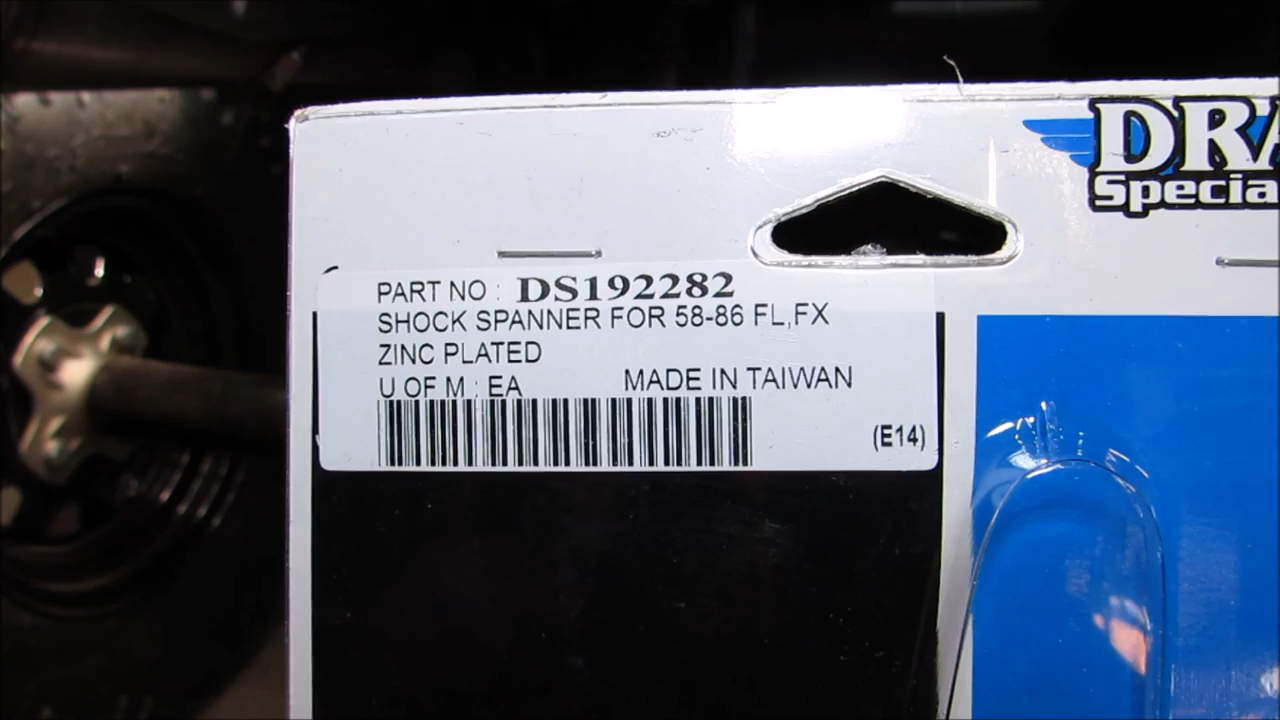 DRA
Specia
PART NO : DS192282
SHOCK SPANNER FOR 58-86 FL,FX
ZINC PLATED
U OF M : EA MADE IN TAIWAN
(E14)